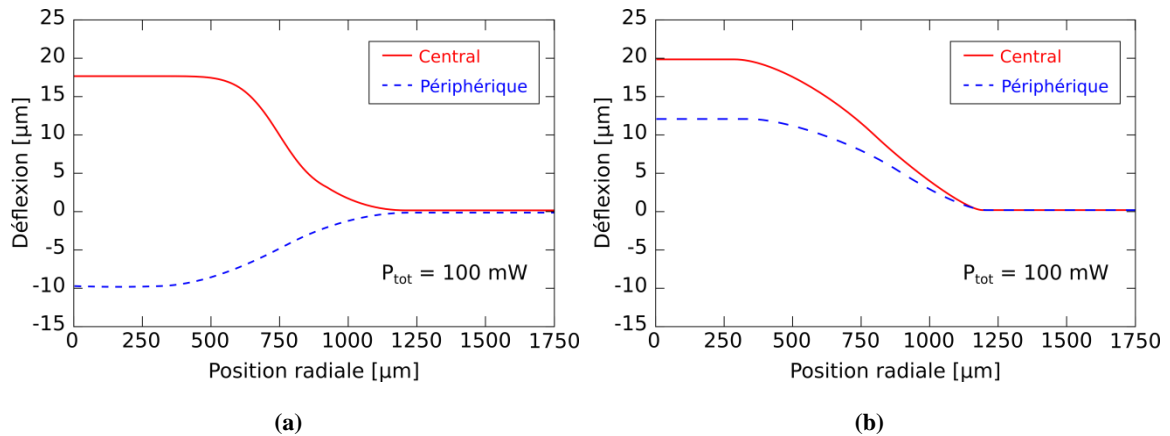 25
20
15
10
5
0
-5
-10
-15
Déflexion [µm]
Central
Périphérique
Ptot = 100 mW
0 250 500 750 1000 1250 1500 1750
Position radiale [µm]
(a)
25
20
15
10
5
0
-5
-10
-15
Déflexion [µm]
Central
Périphérique
Ptot = 100 mW
0 250 500 750 1000 1250 1500 1750
Position radiale [µm]
(b)